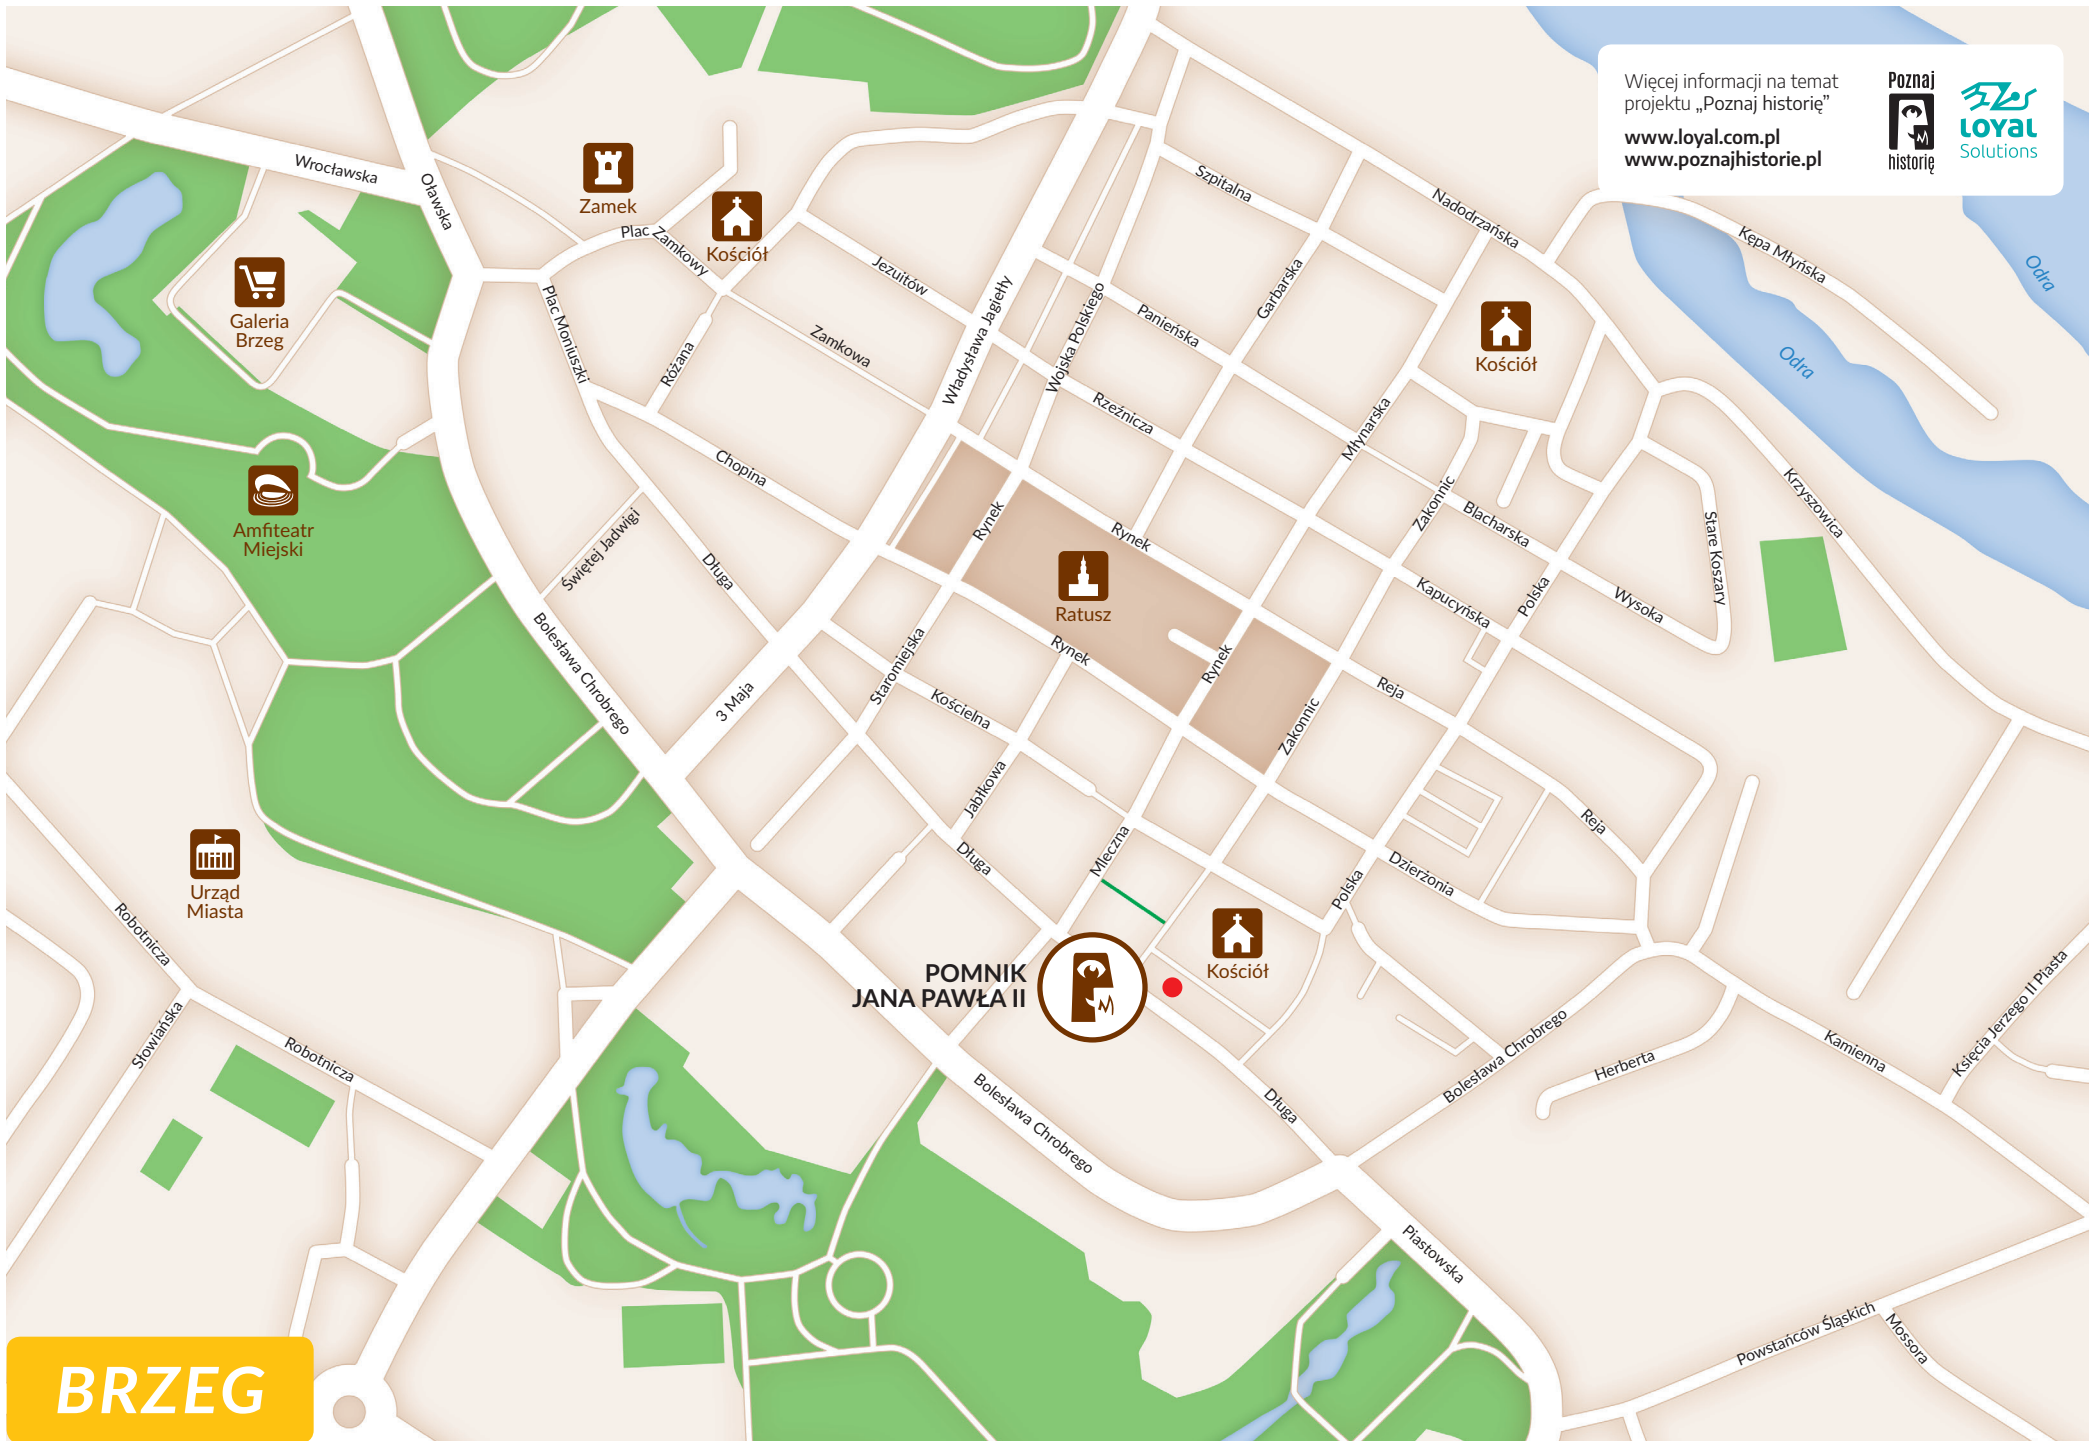 Więcej informacji na temat
projektu „Poznaj historię”
www.loyal.com.pl
www.poznajhistorie.pl
Poznaj
historię
LOYAL
Solutions
Wrocławska
Oławska
Zamek
Plac Zamkowy
Kościół
Szpitalna
Nadodrzańska
Kępa Młyńska
Odra
Odra
Galeria
Brzeg
Plac Moniuszki
Różana
Jezuitów
Zamkowa
Władysława Jagiełły
Wojska Polskiego
Panieńska
Garbarska
Kościół
Rzeźnicza
Młynarska
Chopina
Amfiteatr
Miejski
Świętej Jadwigi
Długa
Rynek
Rynek
Ratusz
Rynek
Rynek
Zakonnic
Blacharska
Stare Koszary
Krzyszowica
Kapucyńska
Polska
Wysoka
Bolesława Chrobrego
3 Maja
Staromiejska
Kościelna
Reja
Zakonnic
Jabłkowa
Długa
Mleczna
Reja
Dzierżonia
Polska
Urząd
Miasta
Robotnicza
Słowiańska
Robotnicza
POMNIK
JANA PAWŁA II
Kościół
Bolesława Chrobrego
Długa
Bolesława Chrobrego
Herberta
Kamienna
Księcia Jerzego II Piasta
Piastowska
Powstańców Śląskich
Mossora
BRZEG